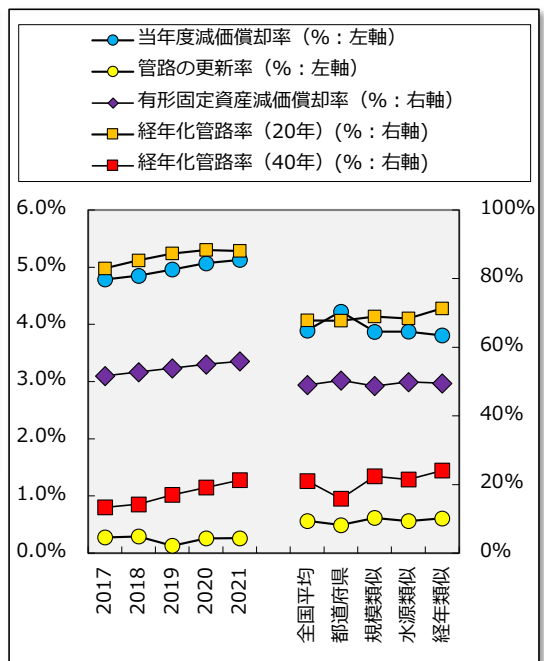 当年度減価償却率（%：左軸）
管路の更新率（%：左軸）
有形固定資産減価償却率（%：右軸）
経年化管路率（20年）(%：右軸)
経年化管路率（40年）(%：右軸)
6.0%
5.0%
4.0%
3.0%
2.0%
1.0%
0.0%
100%
80%
60%
40%
20%
0%
2017
2018
2019
2020
2021
全国平均
都道府県
規模類似
水源類似
経年類似